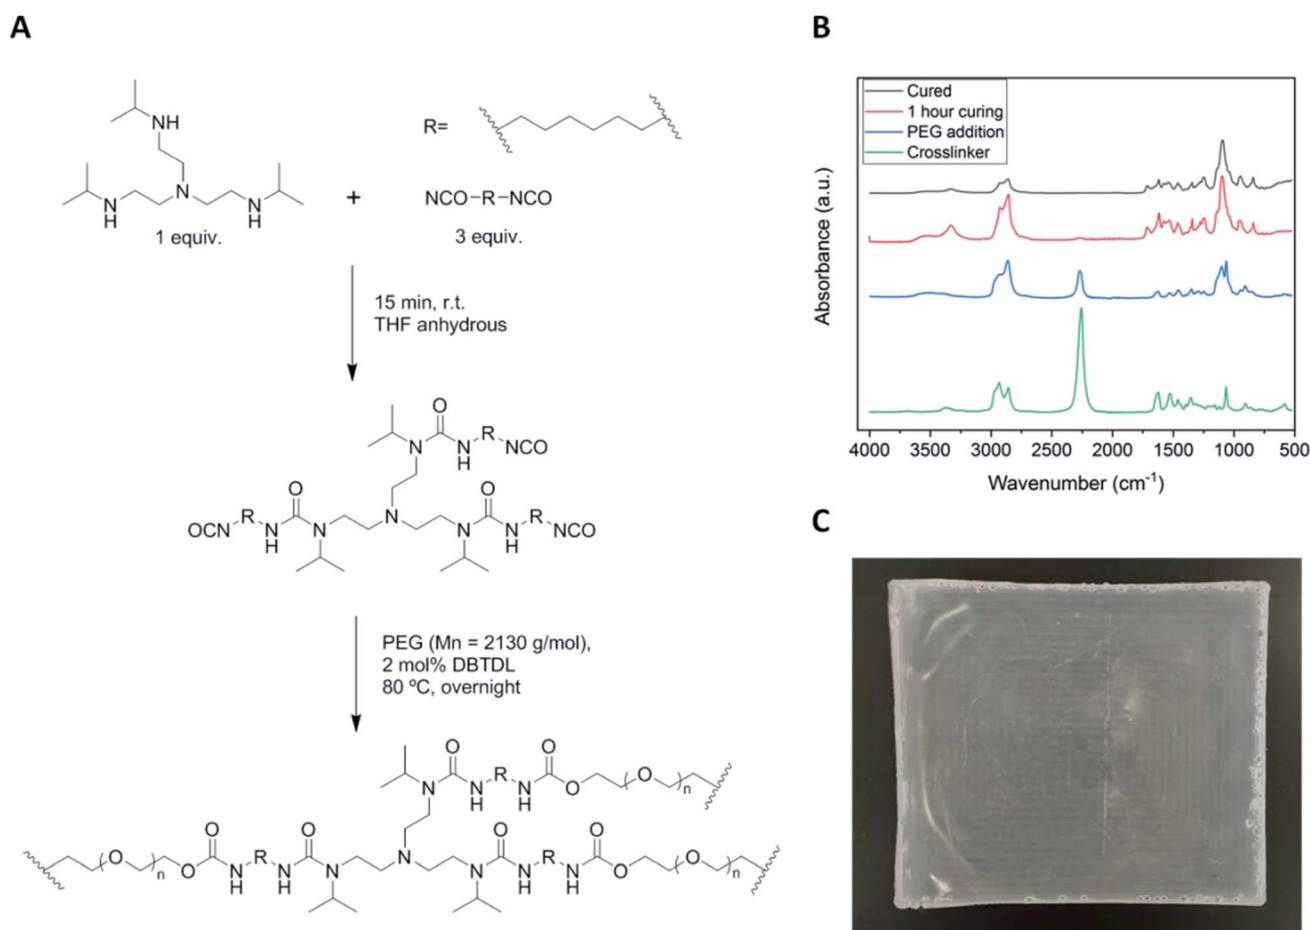 A
NH
N
N
H
N
H
1 equiv.
+
R=
NCO-R-NCO
3 equiv.
15 min, r.t.
THF anhydrous
O
R
N
N
H
NCO
O
O
OCN
R
N
H
N
N
N
N
H
R
NCO
PEG (Mn = 2130 g/mol),
2 mol% DBTDL
80 ºC, overnight
O
O
N
N
H
R
N
H
O
O
n
O
O
O
O
O
n
O
N
H
R
N
H
N
N
N
N
H
R
N
H
O
O
n
B
Cured
1 hour curing
PEG addition
Crosslinker
Absorbance (a.u.)
4000 3500 3000 2500 2000 1500 1000 500
Wavenumber (cm-1)
C